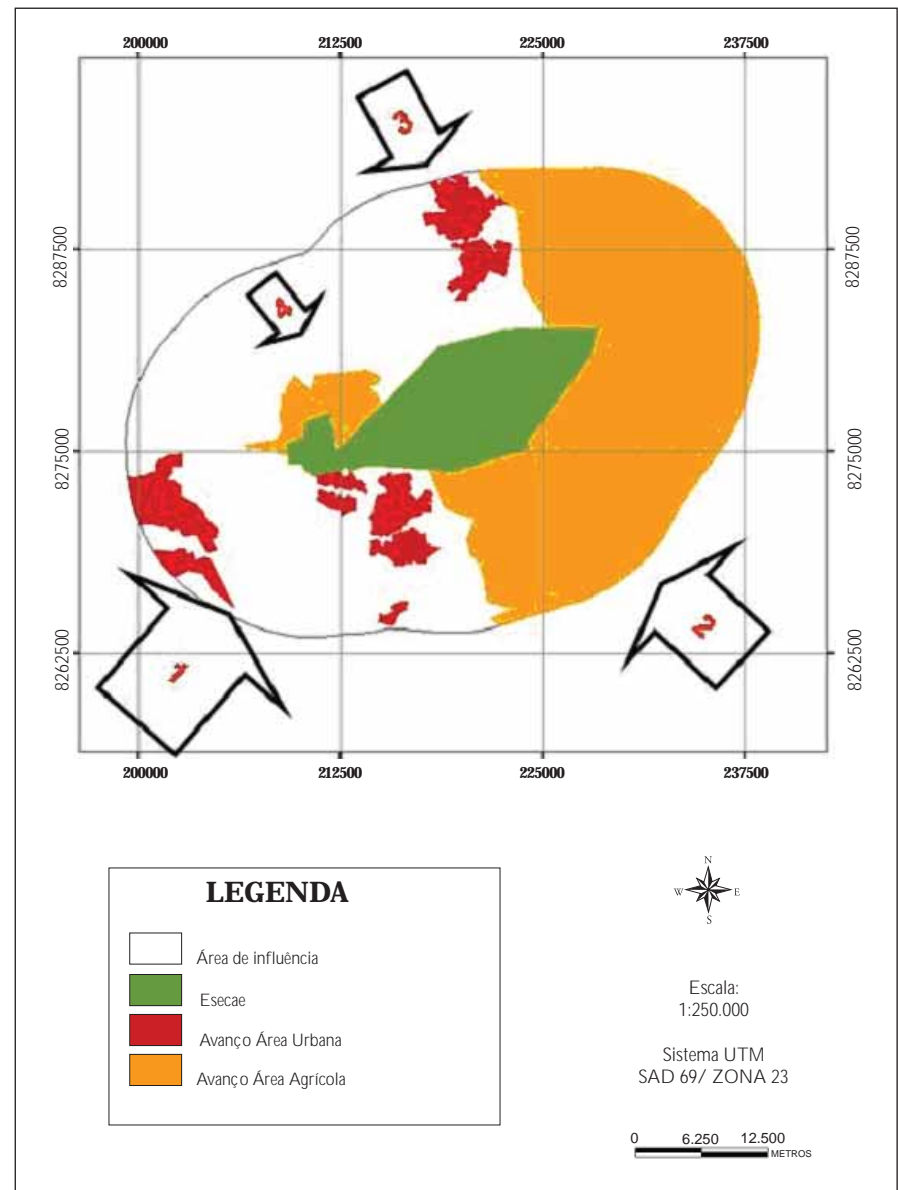 200000 212500 225000 237500
3
8287500 8287500
4
8275000 8275000
2
1
8262500 8262500
200000 212500 225000 237500
LEGENDA
Área de influência
Esecae
Avanço Área Urbana
Avanço Área Agrícola
N
W E
S
Escala:
1:250.000
Sistema UTM
SAD 69/ ZONA 23
0 6.250 12.500
METROS